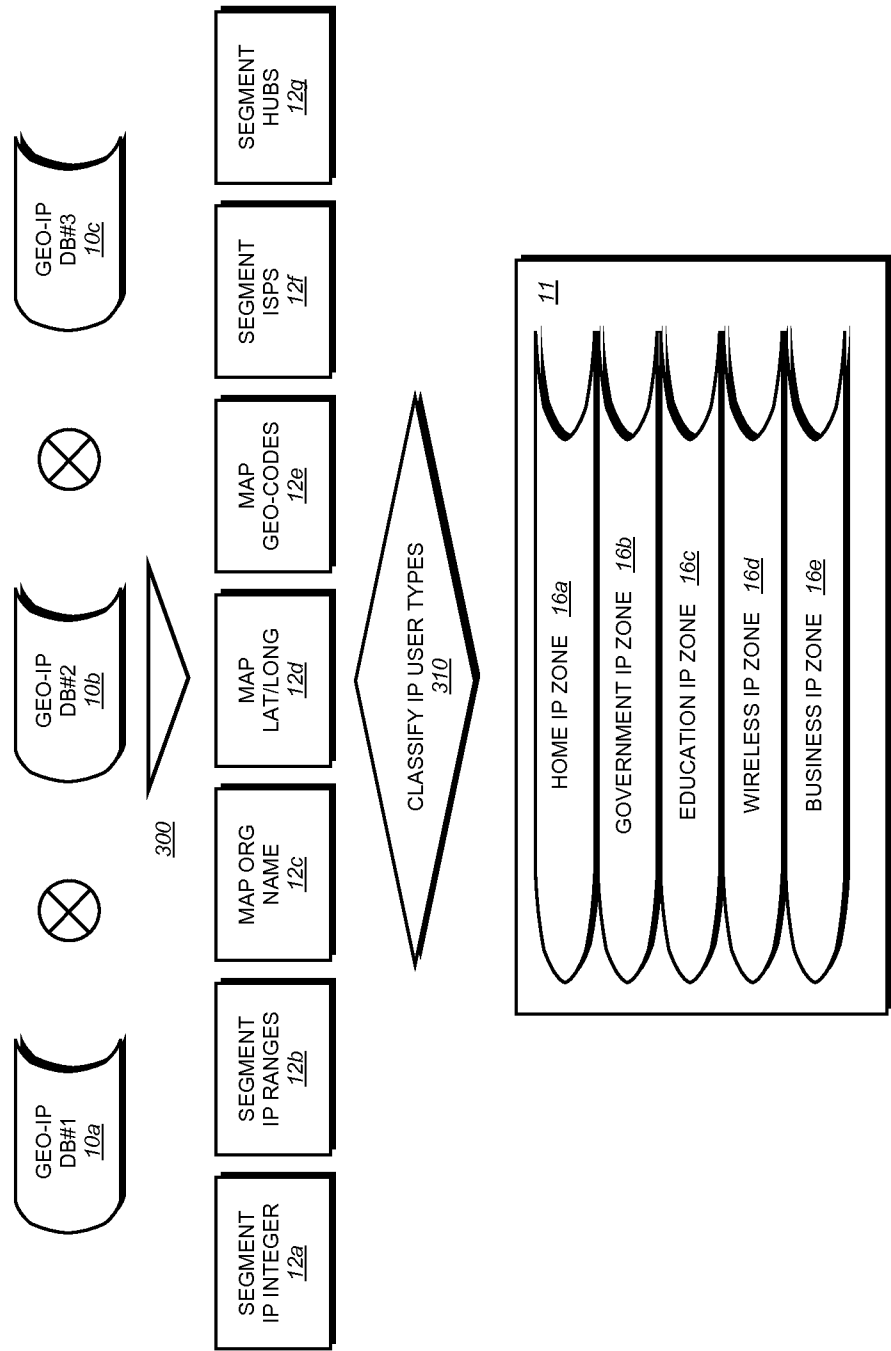 GEO-IP
DB#1
10a
GEO-IP
DB#2
10b
GEO-IP
DB#3
10c
300
SEGMENT
IP INTEGER
12a
SEGMENT
IP RANGES
12b
MAP ORG
NAME
12c
MAP
LAT/LONG
12d
MAP
GEO-CODES
12e
SEGMENT
ISPS
12f
SEGMENT
HUBS
12g
CLASSIFY IP USER TYPES
310
11
HOME IP ZONE 16a
GOVERNMENT IP ZONE 16b
EDUCATION IP ZONE 16c
WIRELESS IP ZONE 16d
BUSINESS IP ZONE 16e